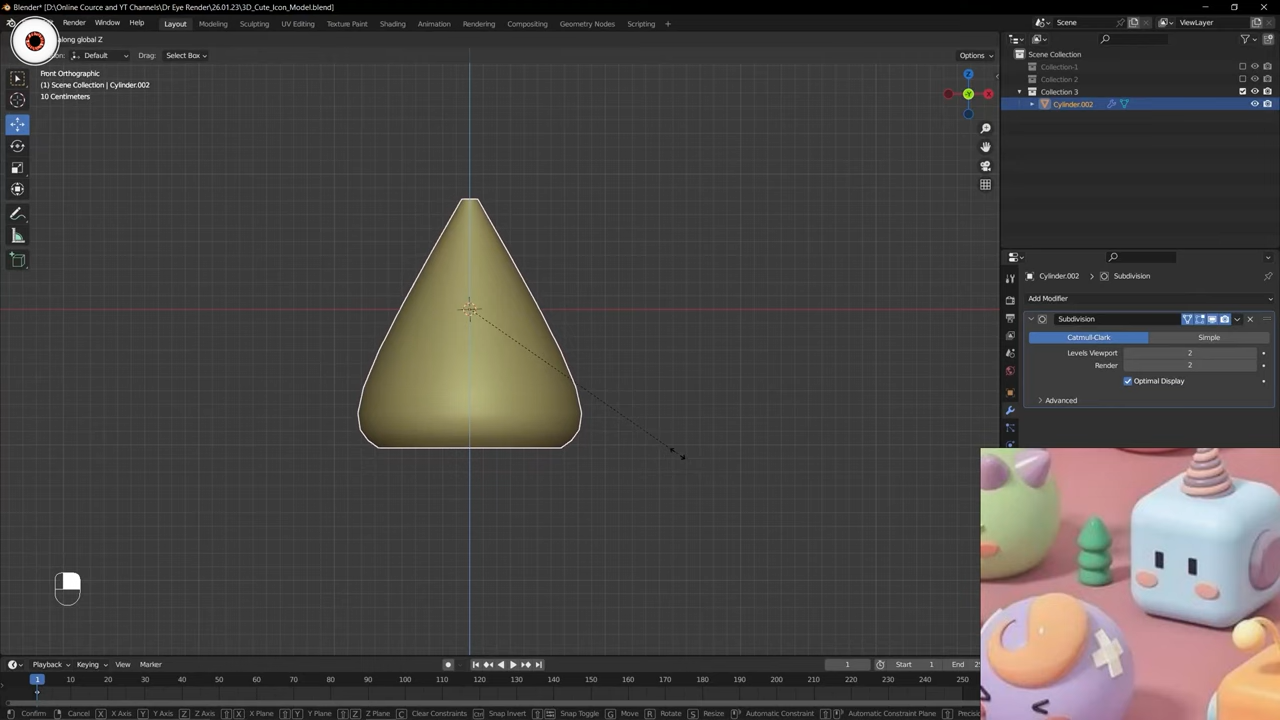 Blender* [D:\Online Cource and YT Channels\Dr Eye Render\26.01.23\3D_Cute_Icon_Model.blend]
Render Window Help Layout Modeling Sculpting UV Editing Texture Paint Shading Animation Rendering Compositing Geometry Nodes Scripting + Scene ViewLayer
along global Z
Default Drag: Select Box Options
Front Orthographic
(1) Scene Collection | Cylinder.002
10 Centimeters
Z
X
-Y
Scene Collection
Collection-1
Collection 2
Collection 3
Cylinder.002
Cylinder.002 > Subdivision
Add Modifier
Subdivision
Catmull-Clark Simple
Levels Viewport 2
Render 2
Optimal Display
Advanced
Playback Keying View Marker 1 Start 1 End
1 10 20 30 40 50 60 70 80 90 100 110 120 130 140 150 160 170 180 190 200 210 220 230 240 250
Confirm Cancel X X Axis Y Y Axis Z Z Axis X X Plane Y Y Plane Z Z Plane C Clear Constraints Ctrl Snap Invert Snap Toggle G Move R Rotate S Resize Automatic Constraint Automatic Constraint Plane Precision